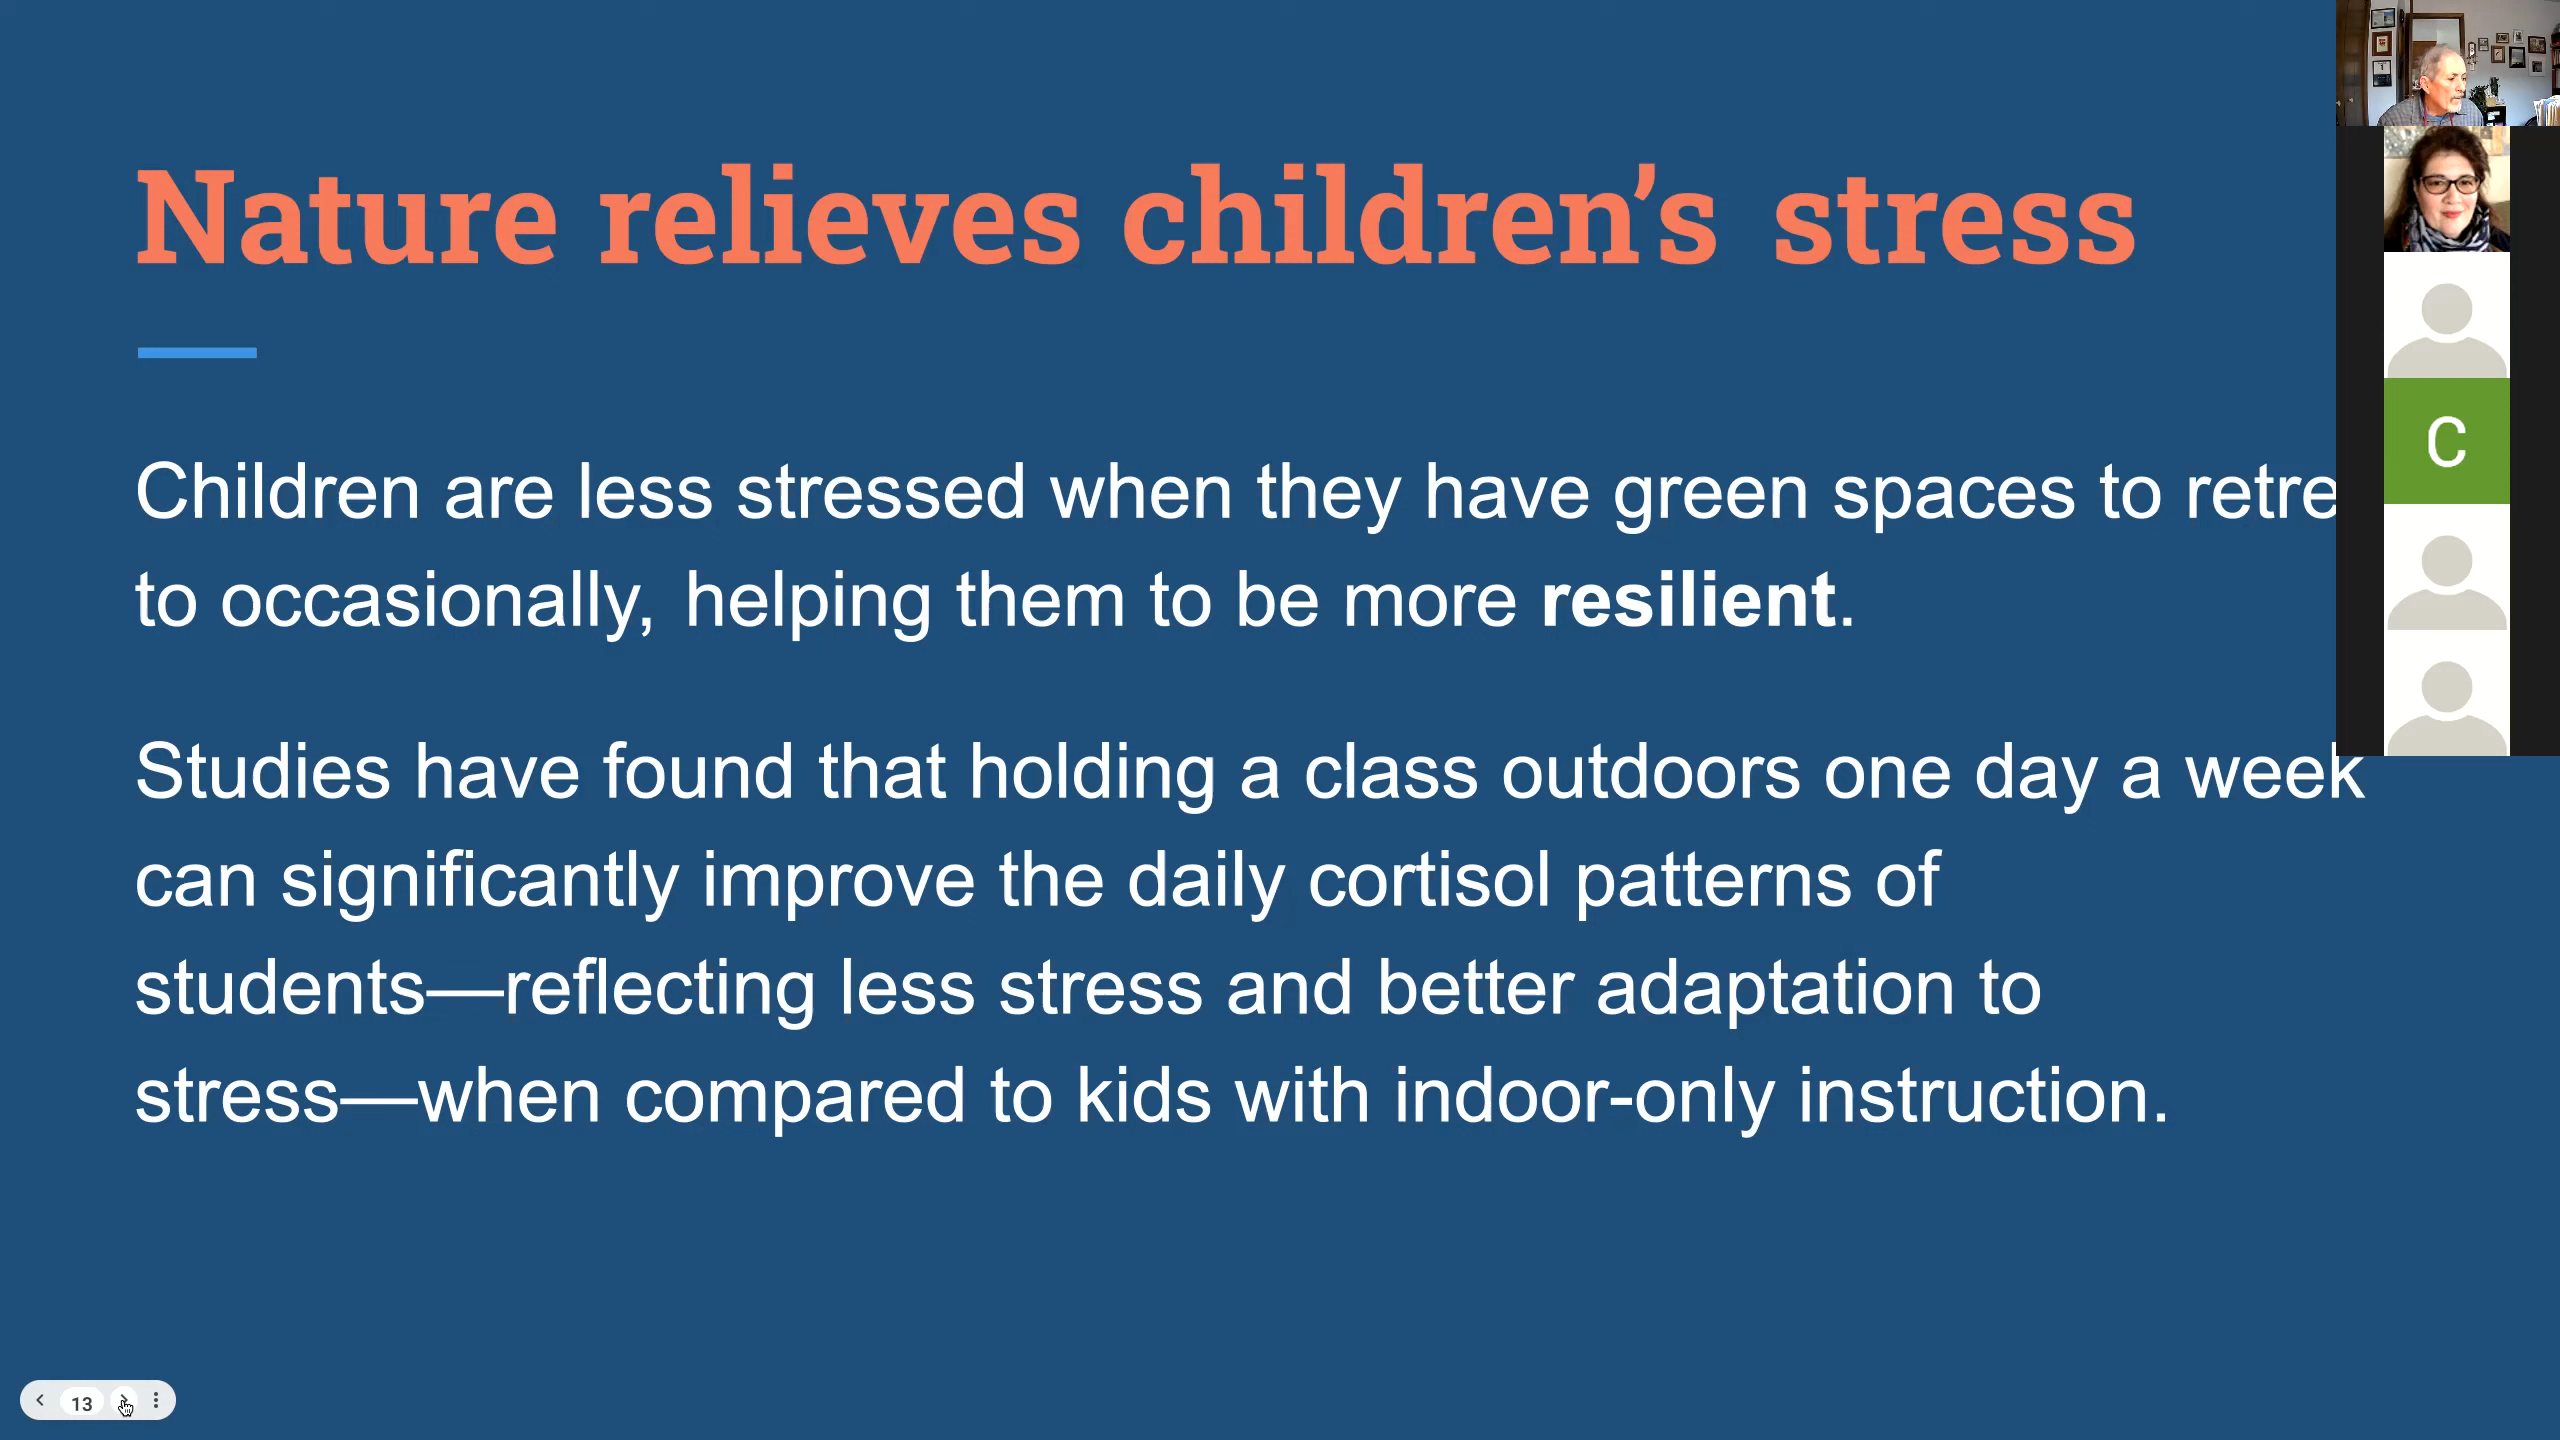 Nature relieves children’s stress
Children are less stressed when they have green spaces to
to occasionally, helping them to be more resilient.
Studies have found that holding a class outdoors one day a week
can significantly improve the daily cortisol patterns of
students—reflecting less stress and better adaptation to
stress—when compared to kids with indoor-only instruction.
C
13